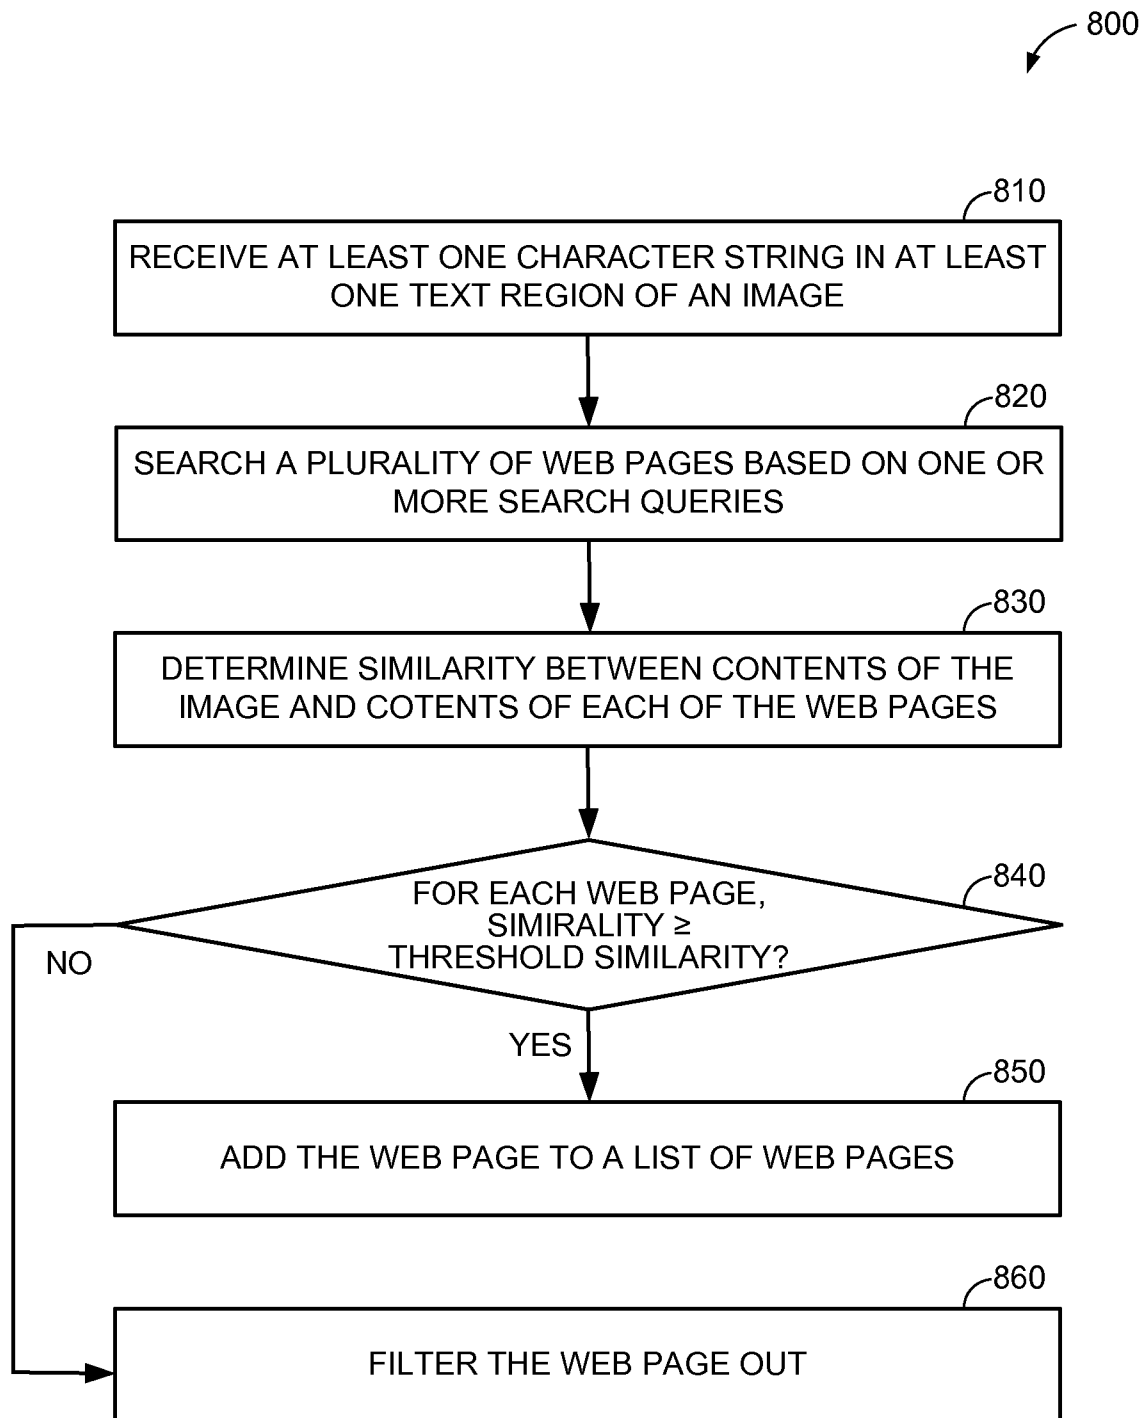 800
810
RECEIVE AT LEAST ONE CHARACTER STRING IN AT LEAST
ONE TEXT REGION OF AN IMAGE
820
SEARCH A PLURALITY OF WEB PAGES BASED ON ONE OR
MORE SEARCH QUERIES
830
DETERMINE SIMILARITY BETWEEN CONTENTS OF THE
IMAGE AND COTENTS OF EACH OF THE WEB PAGES
840
FOR EACH WEB PAGE,
SIMIRALITY ≥
THRESHOLD SIMILARITY?
NO
YES
850
ADD THE WEB PAGE TO A LIST OF WEB PAGES
860
FILTER THE WEB PAGE OUT